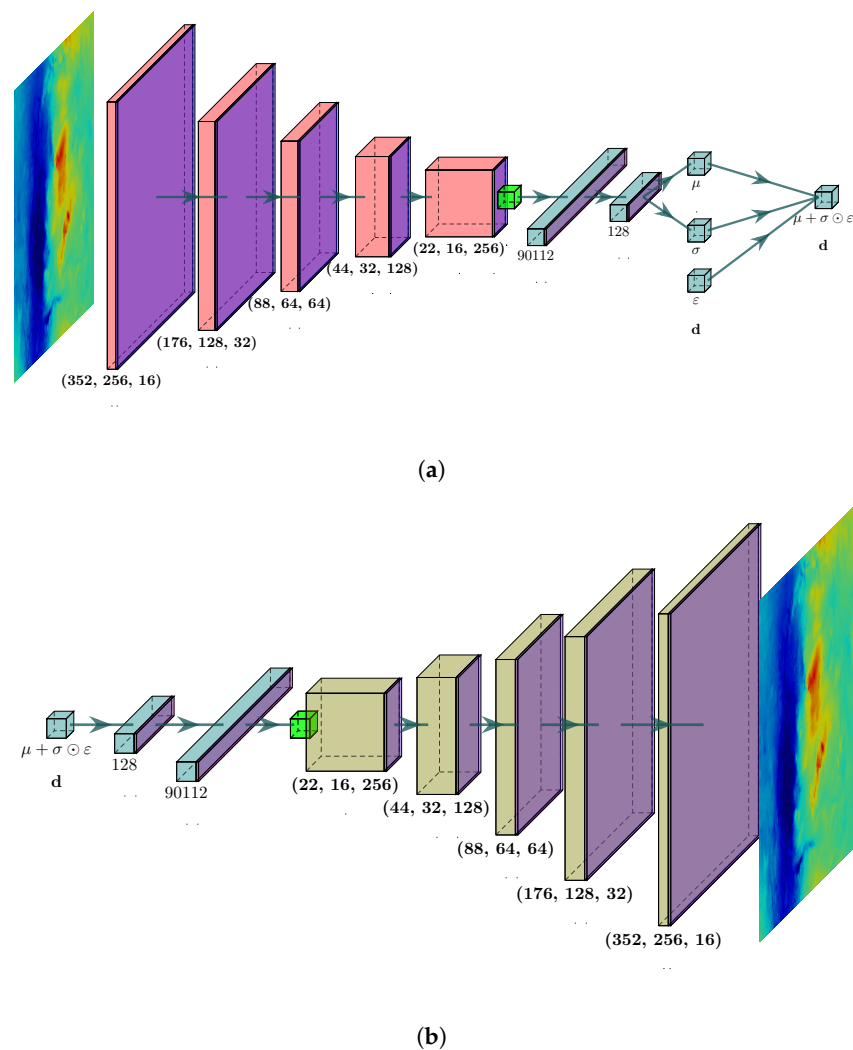 μ
μ + σ ⊙ ε
(22, 16, 256)
128
σ
d
90112
(44, 32, 128)
(88, 64, 64)
ε
d
(176, 128, 32)
(352, 256, 16)
(a)
μ + σ ⊙ ε
128
d
90112
(22, 16, 256)
(44, 32, 128)
(88, 64, 64)
(176, 128, 32)
(352, 256, 16)
(b)